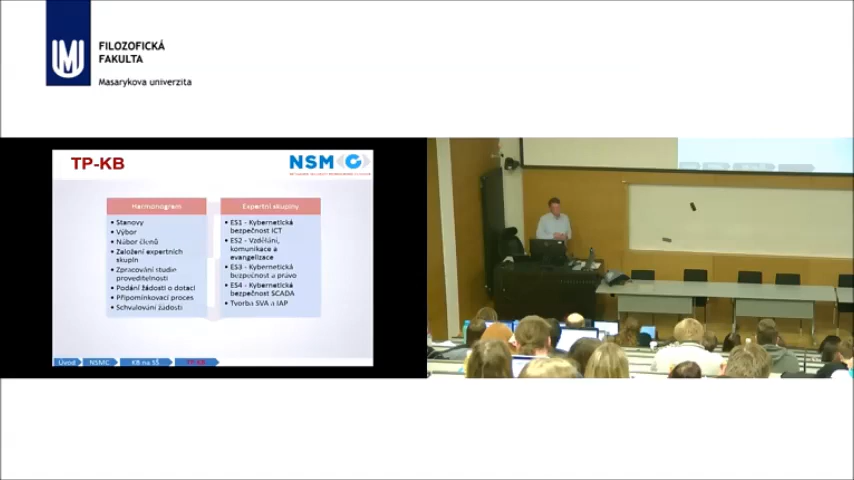 FILOZOFICKÁ
FAKULTA
Masarykova univerzita
TP-KB
NSM
Harmonogram
• Stanovy
• Výbor
• Nábor členů
• Založení expertních
skupin
• Zpracování studie
proveditelnosti
• Podání žádosti o dotaci
• Připomínkovací proces
• Schvalování žádosti
Expertní skupiny
• ES1 - Kybernetická
bezpečnost ICT
• ES2 - Vzdělání,
komunikace a
evangelizace
• ES3 - Kybernetická
bezpečnost a právo
• ES4 - Kybernetická
bezpečnost SCADA
• Tvorba SVA a IAP
Úvod
NSMC
KB na SŠ
TP-KB